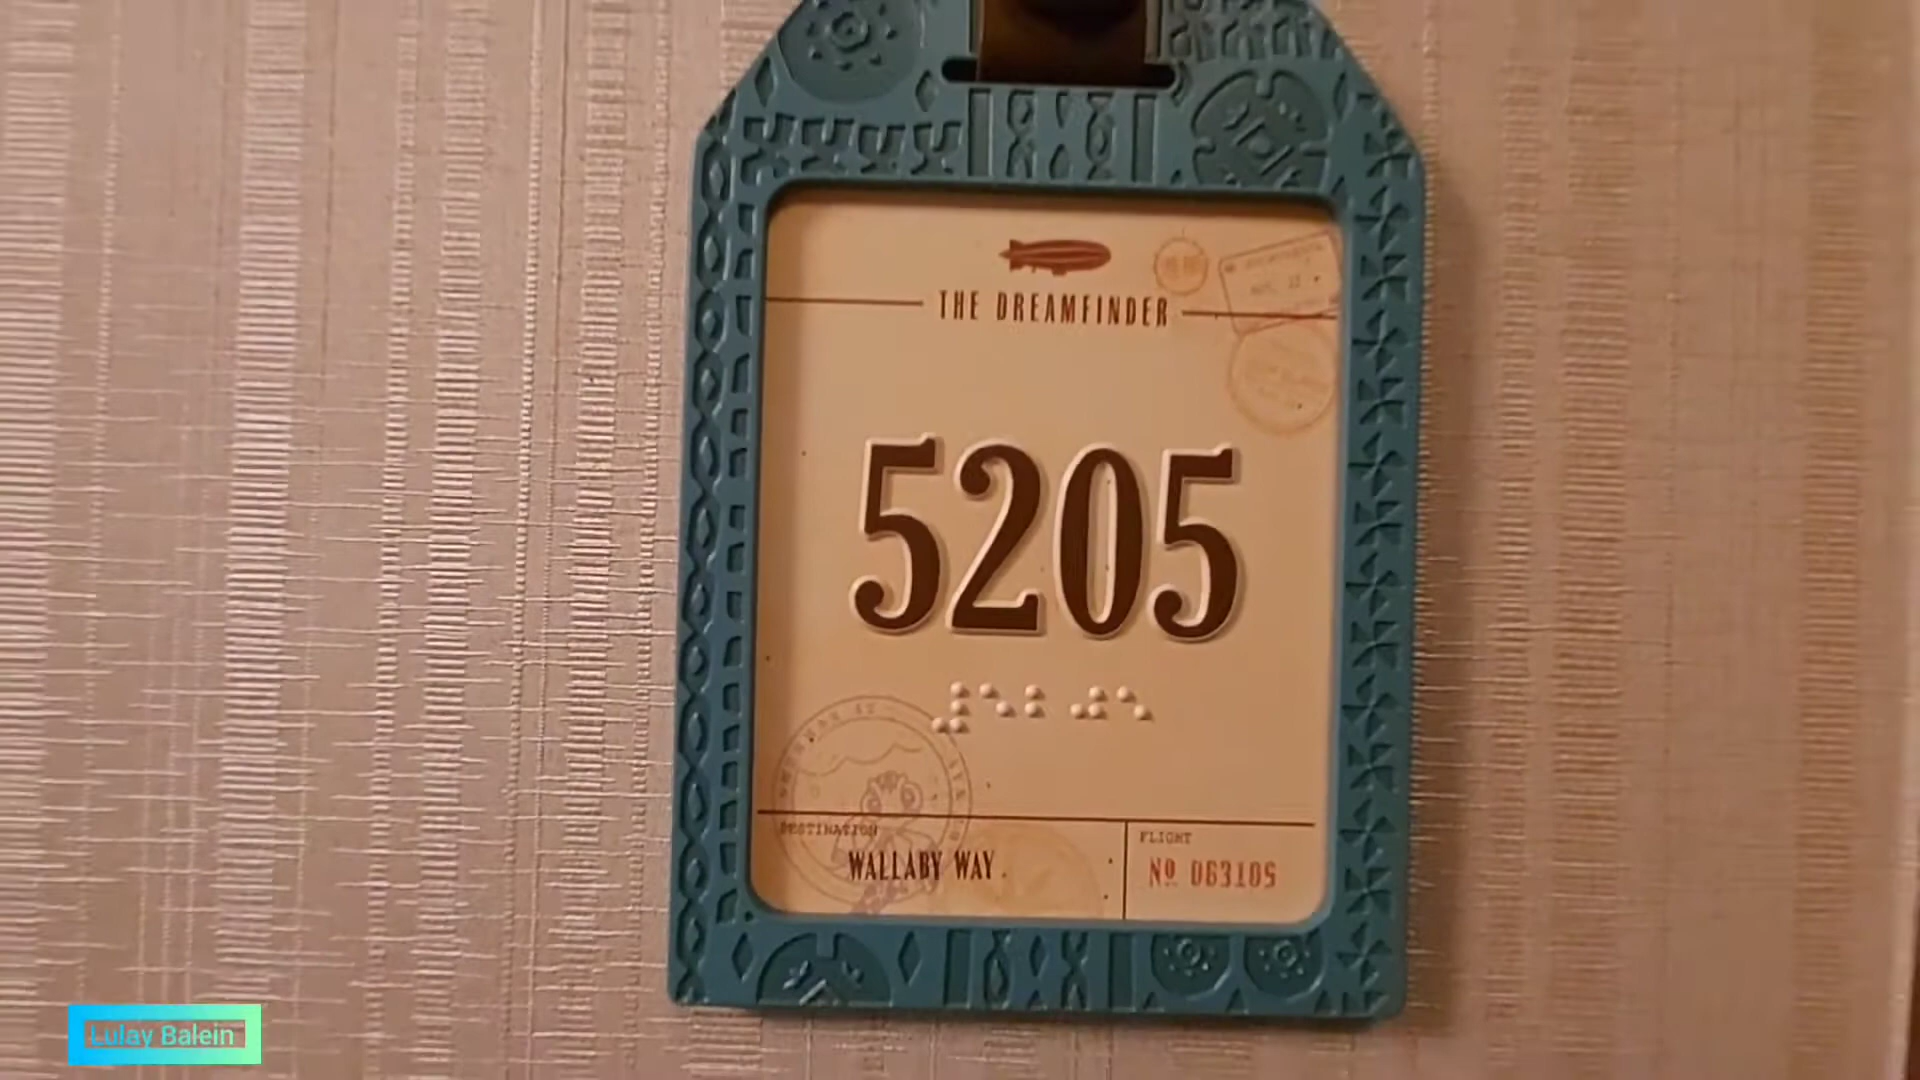 THE DREAMFINDER
5205
⠼⠑⠃⠚⠑
DESTINATION
WALLABY WAY
FLIGHT
Nº 063105
Lulay Balein